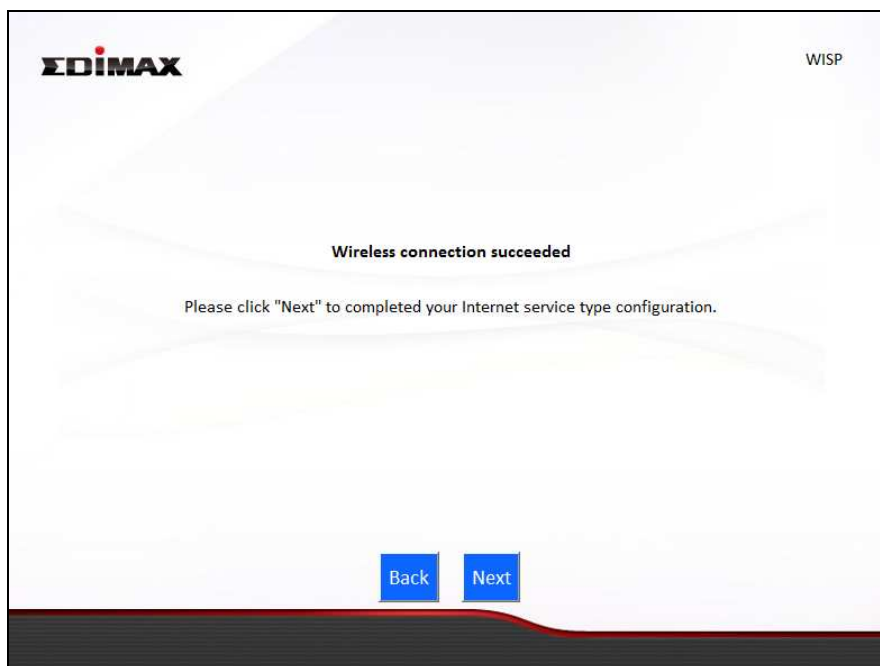 EDIMAX
WISP
Wireless connection succeeded
Please click "Next" to completed your Internet service type configuration.
Back
Next